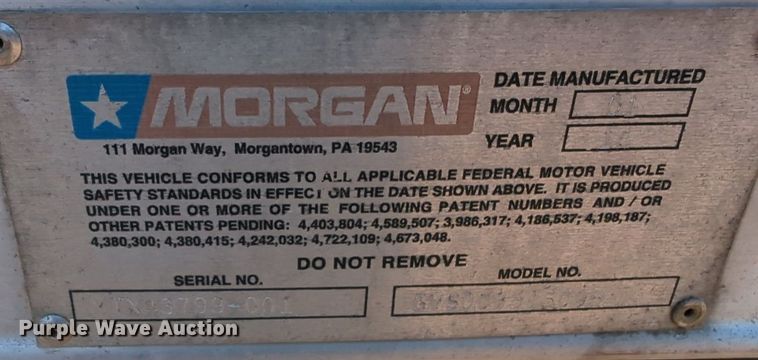 MORGAN®
111 Morgan Way, Morgantown, PA 19543
DATE MANUFACTURED
MONTH 01
YEAR
THIS VEHICLE CONFORMS TO ALL APPLICABLE FEDERAL MOTOR VEHICLE
SAFETY STANDARDS IN EFFECT ON THE DATE SHOWN ABOVE. IT IS PRODUCED
UNDER ONE OR MORE OF THE FOLLOWING PATENT NUMBERS AND / OR
OTHER PATENTS PENDING: 4,403,804; 4,589,507; 3,986,317; 4,186,537; 4,198,187;
4,380,300; 4,380,415; 4,242,032; 4,722,109; 4,673,048.
DO NOT REMOVE
SERIAL NO.
MODEL NO.
Purple Wave Auction